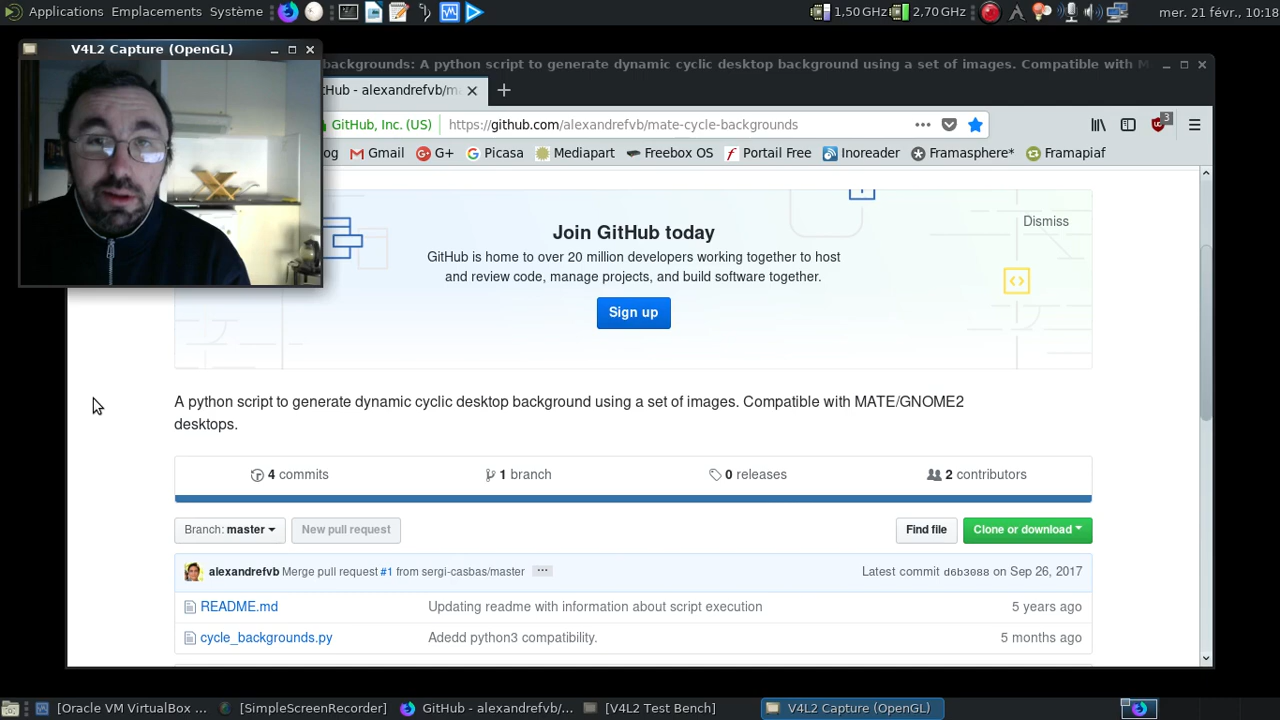 Applications Emplacements Système
1,50 GHz 2,70 GHz mer. 21 févr., 10:18
V4L2 Capture (OpenGL)
backgrounds: A python script to generate dynamic cyclic desktop background using a set of images. Compatible with M
tHub - alexandrefvb/m
GitHub, Inc. (US) https://github.com/alexandrefvb/mate-cycle-backgrounds 3
og Gmail G+ Picasa Mediapart Freebox OS Portail Free Inoreader Framasphere* Framapiaf
Join GitHub today
Dismiss
GitHub is home to over 20 million developers working together to host
and review code, manage projects, and build software together.
Sign up
A python script to generate dynamic cyclic desktop background using a set of images. Compatible with MATE/GNOME2
desktops.
4 commits 1 branch 0 releases 2 contributors
Branch: master New pull request Find file Clone or download
alexandrefvb Merge pull request #1 from sergi-casbas/master ... Latest commit d6b3088 on Sep 26, 2017
README.md Updating readme with information about script execution 5 years ago
cycle_backgrounds.py Adedd python3 compatibility. 5 months ago
[Oracle VM VirtualBox ... [SimpleScreenRecorder] GitHub - alexandrefvb/... [V4L2 Test Bench] V4L2 Capture (OpenGL)